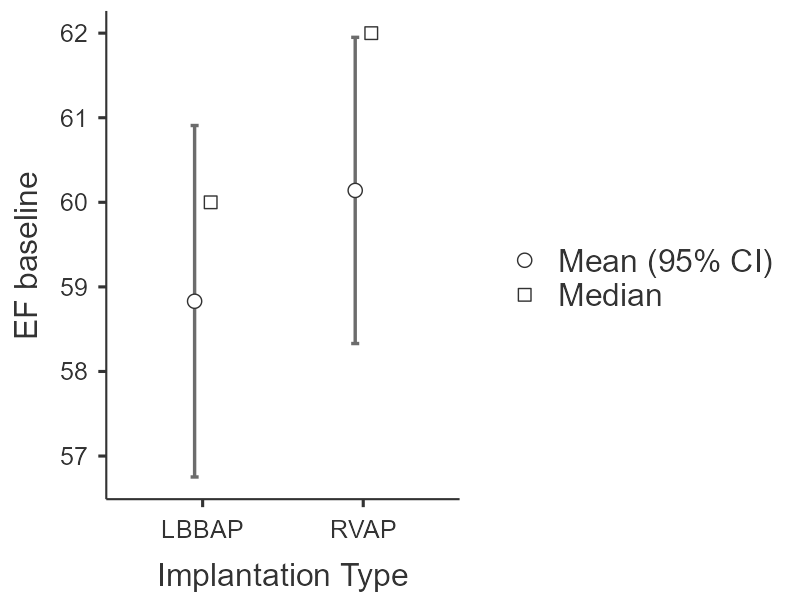 62
61
60
59
58
57
EF baseline
LBBAP
RVAP
Implantation Type
Mean (95% CI)
Median